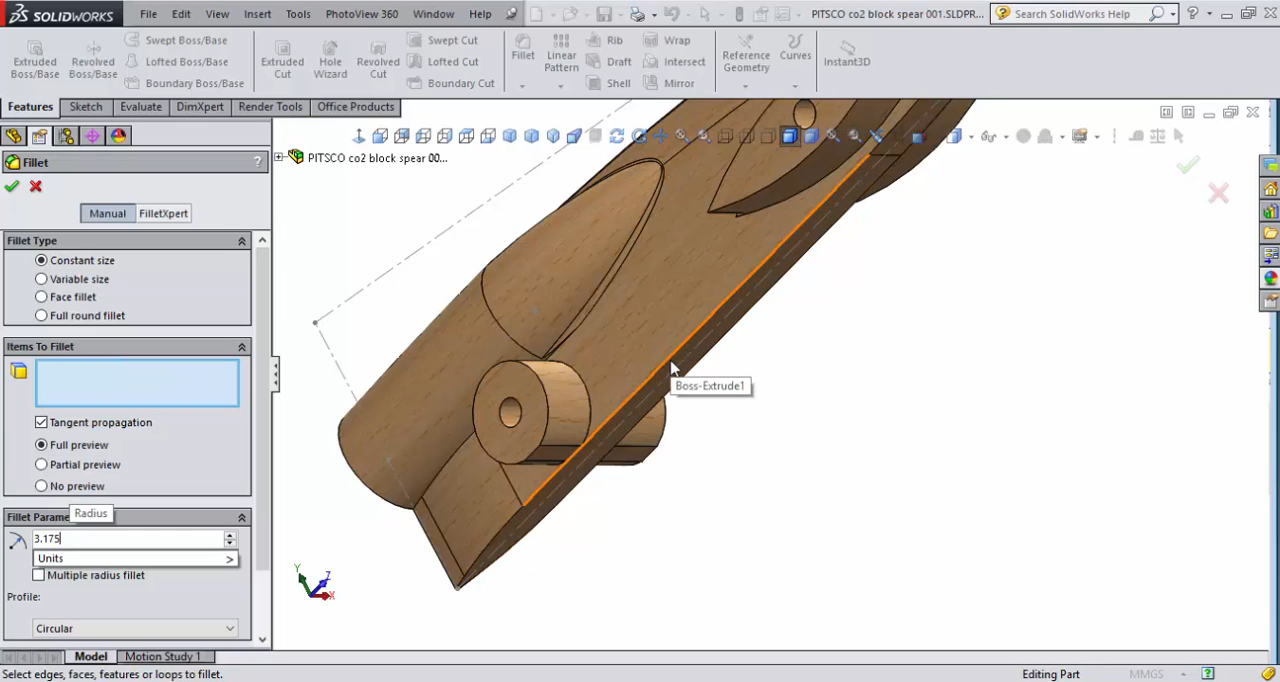 SOLIDWORKS File Edit View Insert Tools PhotoView 360 Window Help PITSCO co2 block spear 001.SLDPR... Search SolidWorks Help
Extruded Boss/Base
Revolved Boss/Base
Swept Boss/Base
Lofted Boss/Base
Boundary Boss/Base
Extruded Cut
Hole Wizard
Revolved Cut
Swept Cut
Lofted Cut
Boundary Cut
Fillet
Linear Pattern
Rib
Draft
Shell
Wrap
Intersect
Mirror
Reference Geometry
Curves
Instant3D
Features Sketch Evaluate DimXpert Render Tools Office Products
PITSCO co2 block spear 00...
Fillet ?
Manual FilletXpert
Fillet Type
Constant size
Variable size
Face fillet
Full round fillet
Items To Fillet
Tangent propagation
Full preview
Partial preview
No preview
Radius
Fillet Parame
3.175
Units >
Multiple radius fillet
Profile:
Circular
Boss-Extrude1
Y
Z
X
Model Motion Study 1
Select edges, faces, features or loops to fillet. Editing Part MMGS